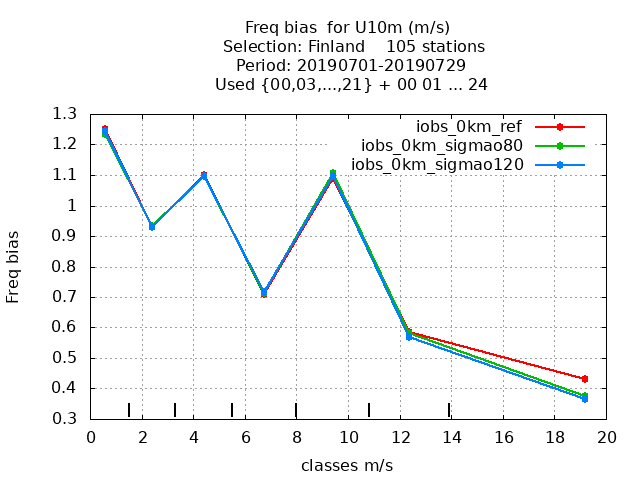 Freq bias  for U10m (m/s)
Selection: Finland    105 stations
Period: 20190701-20190729
Used {00,03,...,21} + 00 01 ... 24
iobs_0km_ref
iobs_0km_sigmao80
iobs_0km_sigmao120
Freq bias
1.3
1.2
1.1
1
0.9
0.8
0.7
0.6
0.5
0.4
0.3
0 2 4 6 8 10 12 14 16 18 20
classes m/s